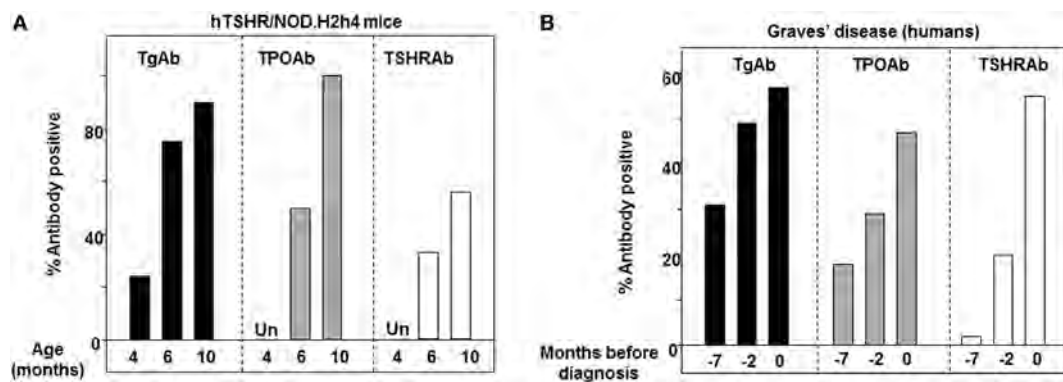 A
hTSHR/NOD.H2h4 mice
TgAb TPOAb TSHRAb
% Antibody positive
80
40
0
Un Un
Age (months)
4 6 10 4 6 10 4 6 10
B
Graves' disease (humans)
TgAb TPOAb TSHRAb
% Antibody positive
60
40
20
0
Months before diagnosis
-7 -2 0 -7 -2 0 -7 -2 0